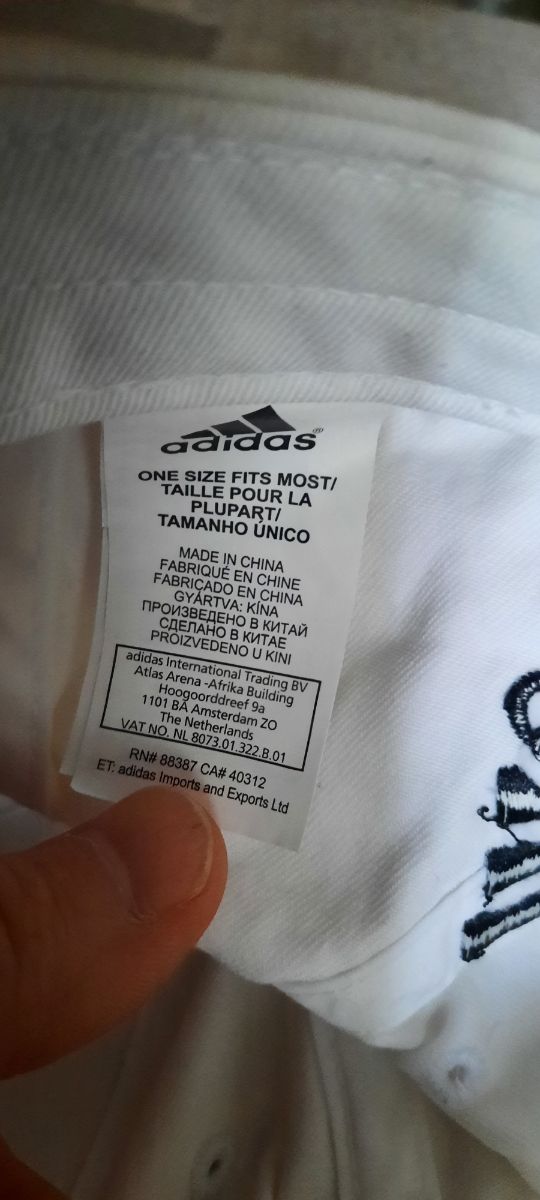 adidas®
ONE SIZE FITS MOST/
TAILLE POUR LA
PLUPART/
TAMANHO ÚNICO
MADE IN CHINA
FABRIQUÉ EN CHINE
FABRICADO EN CHINA
GYÁRTVA: KÍNA
ПРОИЗВЕДЕНО В КИТАЙ
СДЕЛАНО В КИТАЕ
PROIZVEDENO U KINI
adidas International Trading BV
Atlas Arena -Afrika Building
Hoogoorddreef 9a
1101 BA Amsterdam ZO
The Netherlands
VAT NO. NL 8073.01.322.B.01
RN# 88387 CA# 40312
ET: adidas Imports and Exports Ltd